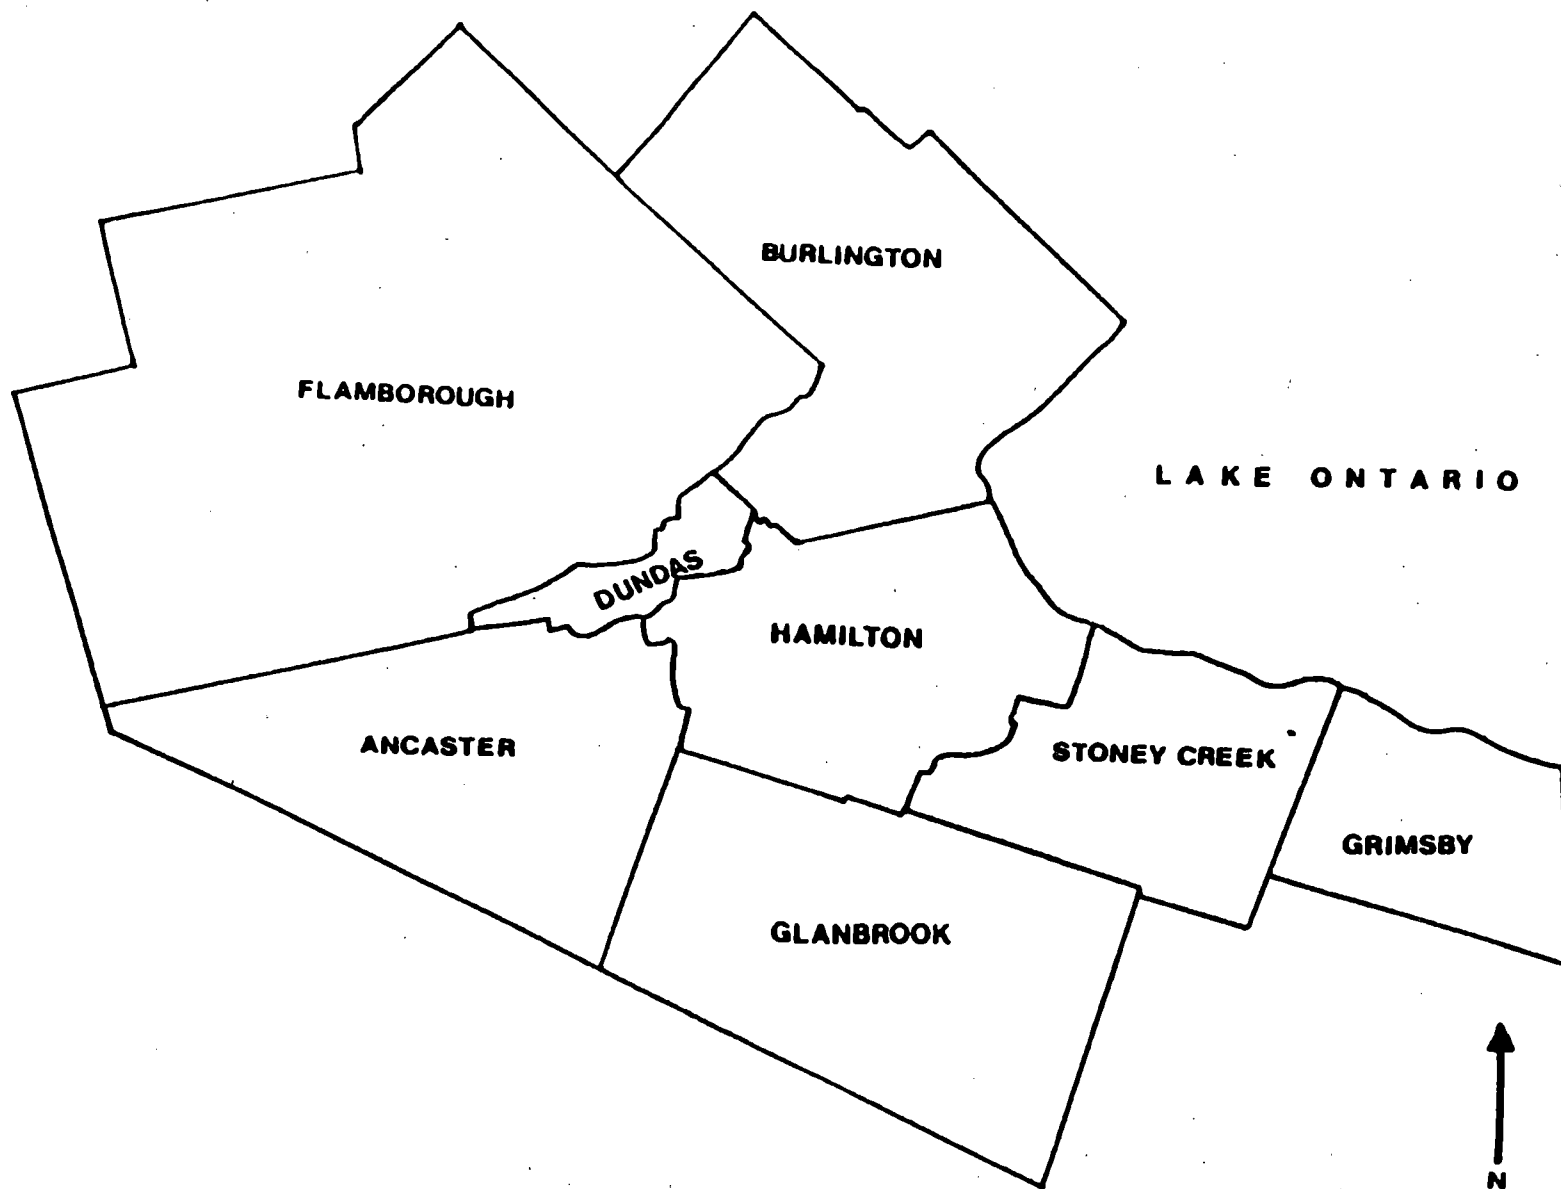 BURLINGTON
FLAMBOROUGH
LAKE ONTARIO
DUNDAS
HAMILTON
ANCASTER
STONEY CREEK
GRIMSBY
GLANBROOK
N